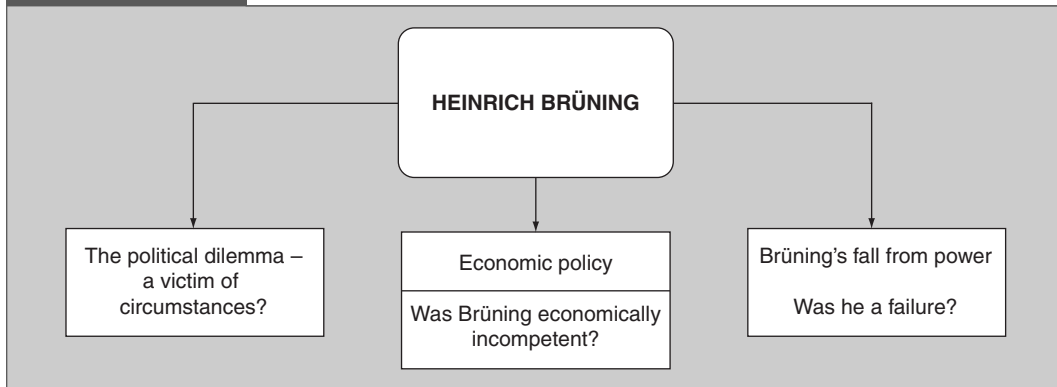 HEINRICH BRÜNING
The political dilemma –
a victim of
circumstances?
Economic policy
Was Brüning economically
incompetent?
Brüning’s fall from power
Was he a failure?